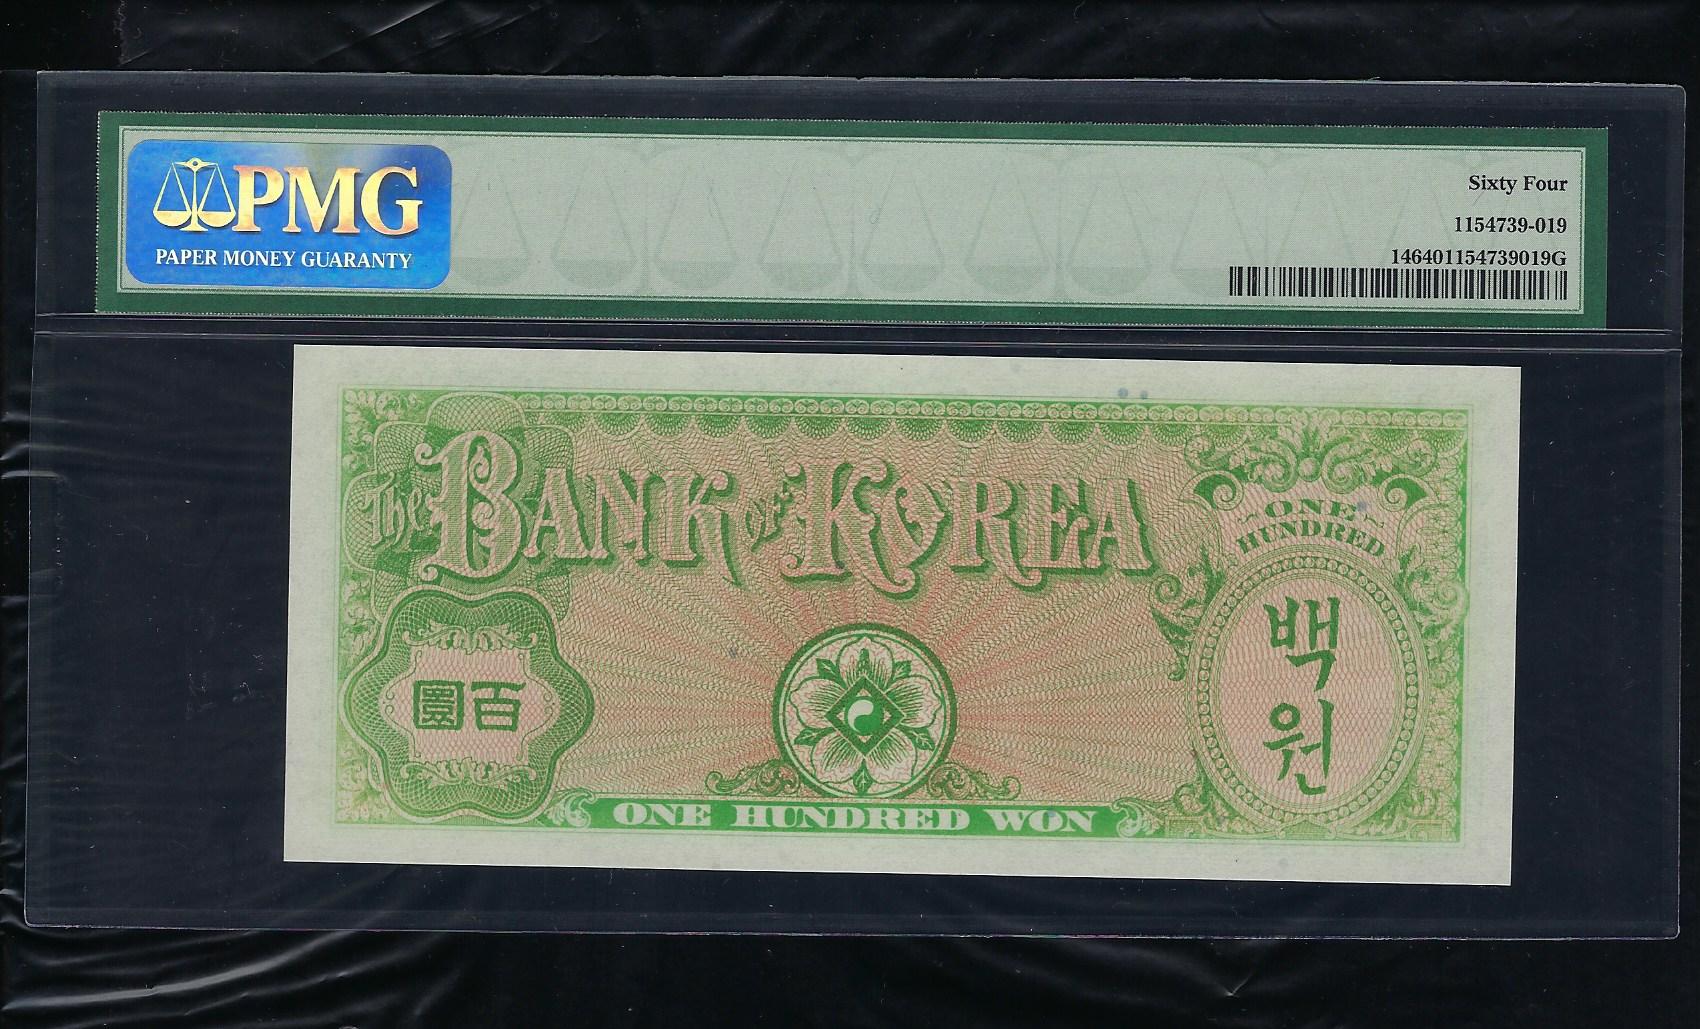 PMG
PAPER MONEY GUARANTY
Sixty Four
1154739-019
146401154739019G
The BANK OF KOREA
ONE
HUNDRED
백
원
圜百
ONE HUNDRED WON